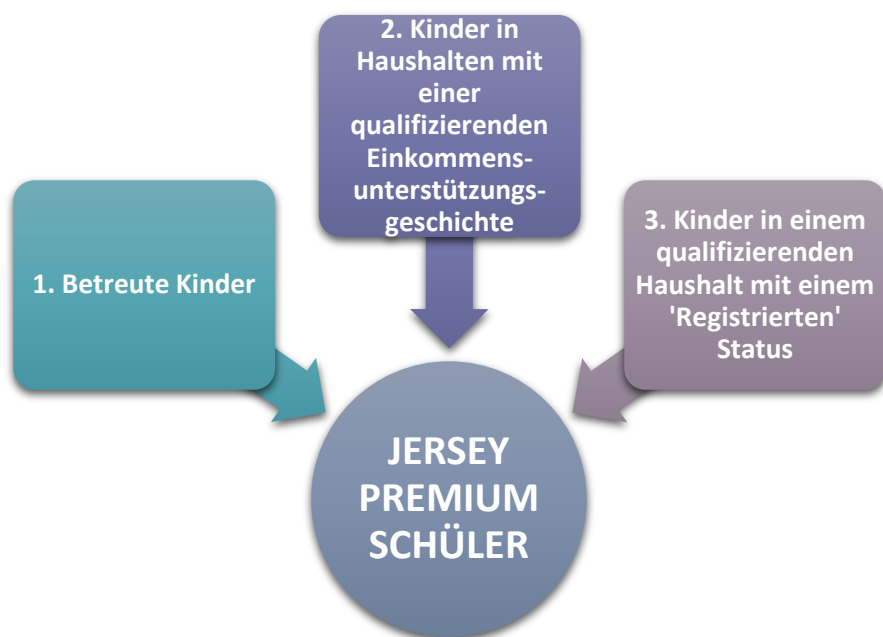 1. Betreute Kinder
2. Kinder in
Haushalten mit
einer
qualifizierenden
Einkommens-
unterstützungs-
geschichte
3. Kinder in einem
qualifizierenden
Haushalt mit einem
'Registrierten'
Status
JERSEY
PREMIUM
SCHÜLER